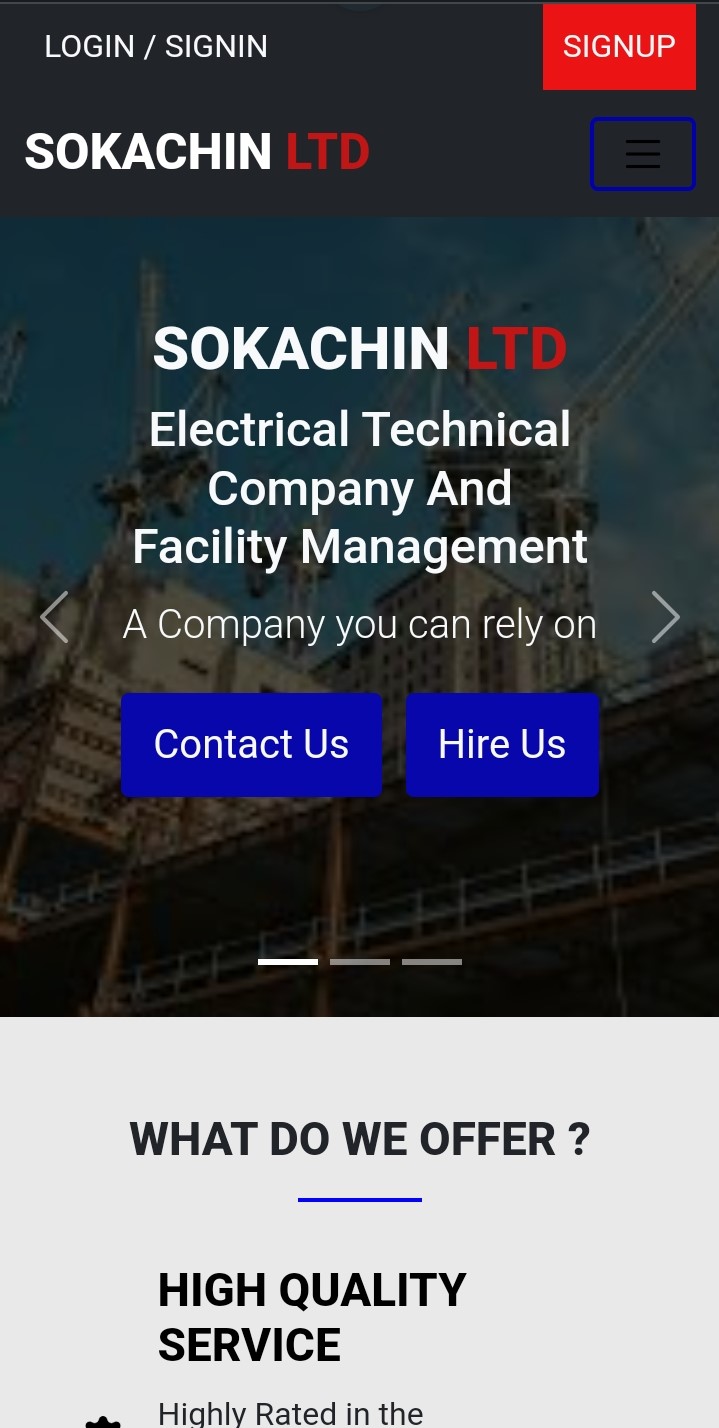 LOGIN / SIGNIN
SIGNUP
SOKACHIN LTD
SOKACHIN LTD
Electrical Technical
Company And
Facility Management
A Company you can rely on
Contact Us
Hire Us
WHAT DO WE OFFER ?
HIGH QUALITY
SERVICE
Highly Rated in the